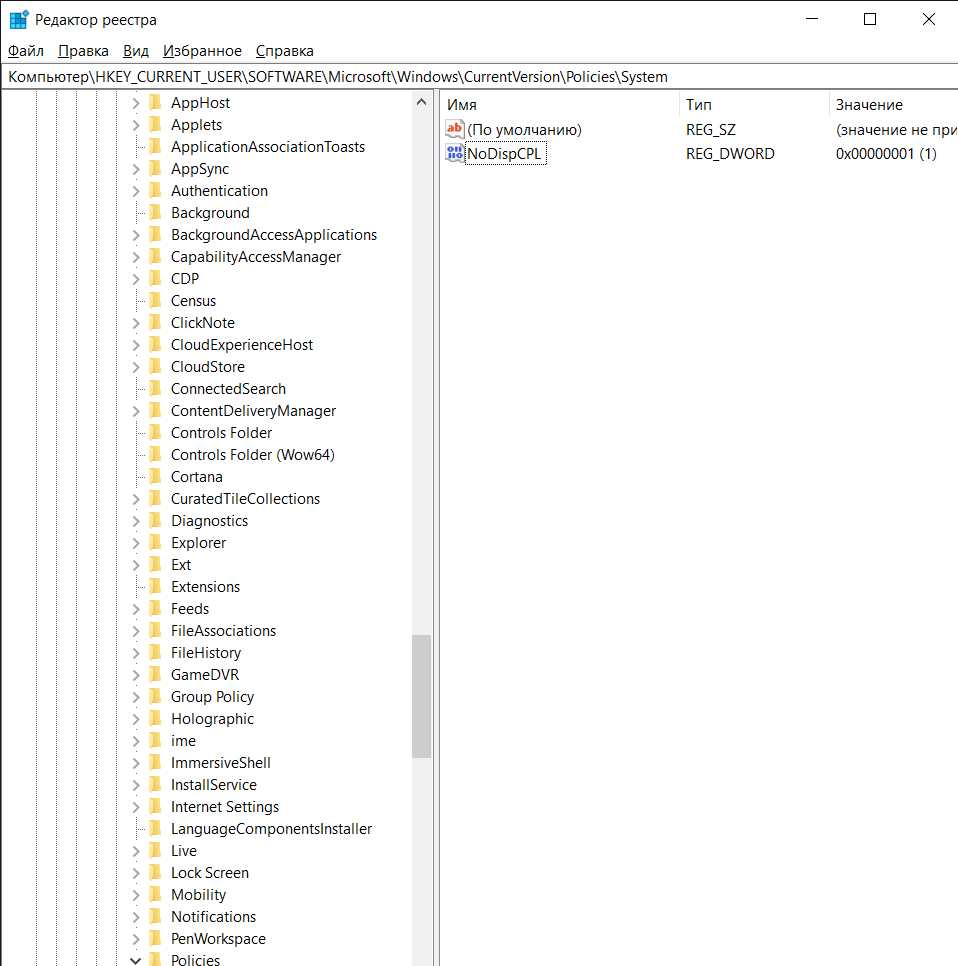 Редактор реестра
Файл Правка Вид Избранное Справка
Компьютер\HKEY_CURRENT_USER\SOFTWARE\Microsoft\Windows\CurrentVersion\Policies\System
AppHost
Applets
ApplicationAssociationToasts
AppSync
Authentication
Background
BackgroundAccessApplications
CapabilityAccessManager
CDP
Census
ClickNote
CloudExperienceHost
CloudStore
ConnectedSearch
ContentDeliveryManager
Controls Folder
Controls Folder (Wow64)
Cortana
CuratedTileCollections
Diagnostics
Explorer
Ext
Extensions
Feeds
FileAssociations
FileHistory
GameDVR
Group Policy
Holographic
ime
ImmersiveShell
InstallService
Internet Settings
LanguageComponentsInstaller
Live
Lock Screen
Mobility
Notifications
PenWorkspace
Policies
Имя Тип Значение
(По умолчанию) REG_SZ (значение не при
NoDispCPL REG_DWORD 0x00000001 (1)